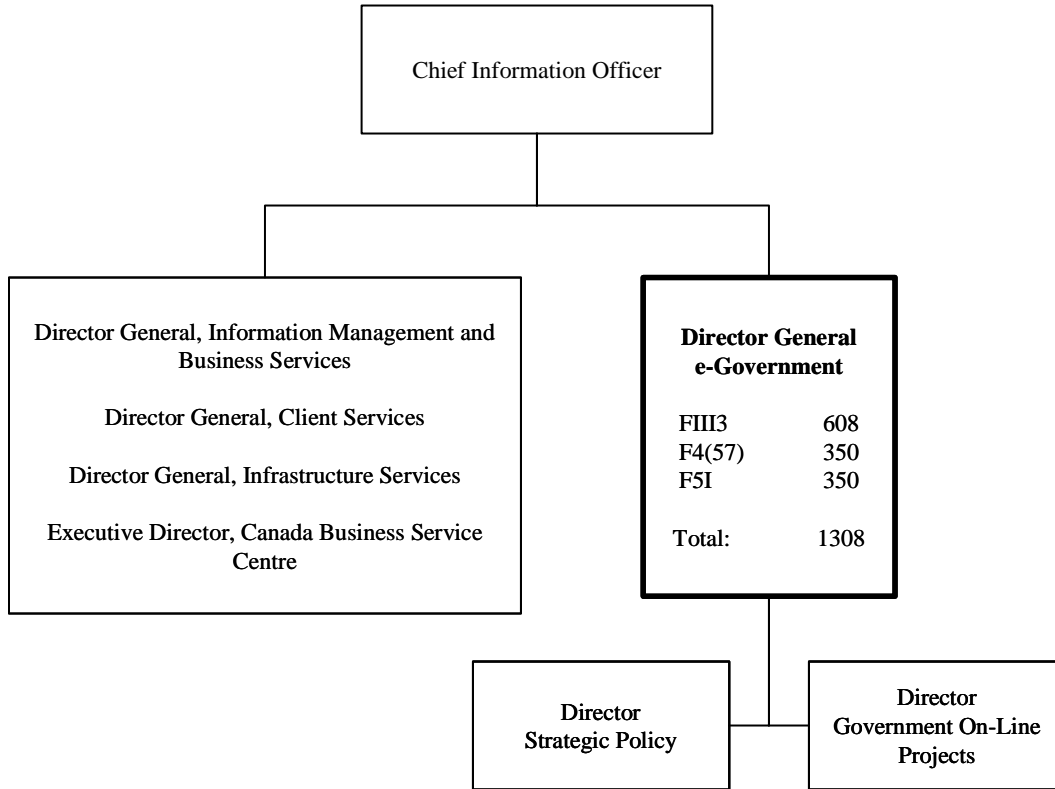 Chief Information Officer
Director General, Information Management and
Business Services
Director General, Client Services
Director General, Infrastructure Services
Executive Director, Canada Business Service
Centre
Director General
e-Government
FIII3 608
F4(57) 350
F5I 350
Total: 1308
Director
Strategic Policy
Director
Government On-Line
Projects